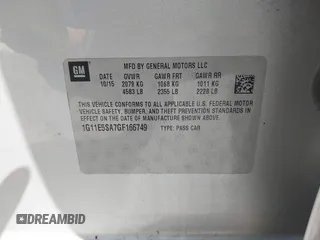 GM
MFD BY GENERAL MOTORS LLC
DATE GVWR GAWR FRT GAWR RR
10/15 2079 KG 1068 KG 1011 KG
4583 LB 2355 LB 2228 LB
THIS VEHICLE CONFORMS TO ALL APPLICABLE U.S. FEDERAL MOTOR
VEHICLE SAFETY, BUMPER, AND THEFT PREVENTION STANDARDS IN
EFFECT ON THE DATE OF MANUFACTURE SHOWN ABOVE.
1G11E5SA7GF166749 TYPE: PASS CAR
DREAMBID